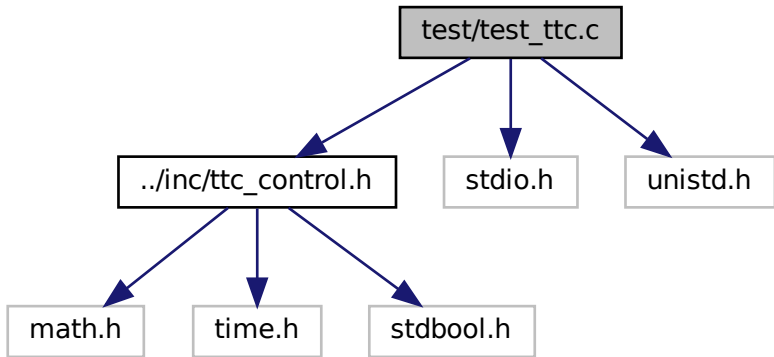 test/test_ttc.c
../inc/ttc_control.h
stdio.h
unistd.h
math.h
time.h
stdbool.h